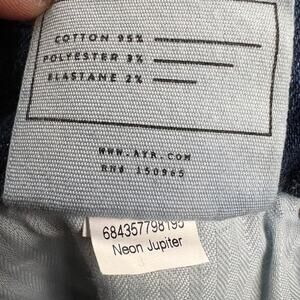 COTTON 95%
POLYESTER 3%
ELASTANE 2%
WWW.AYR.COM
RN# 150965
684357798195
Neon Jupiter